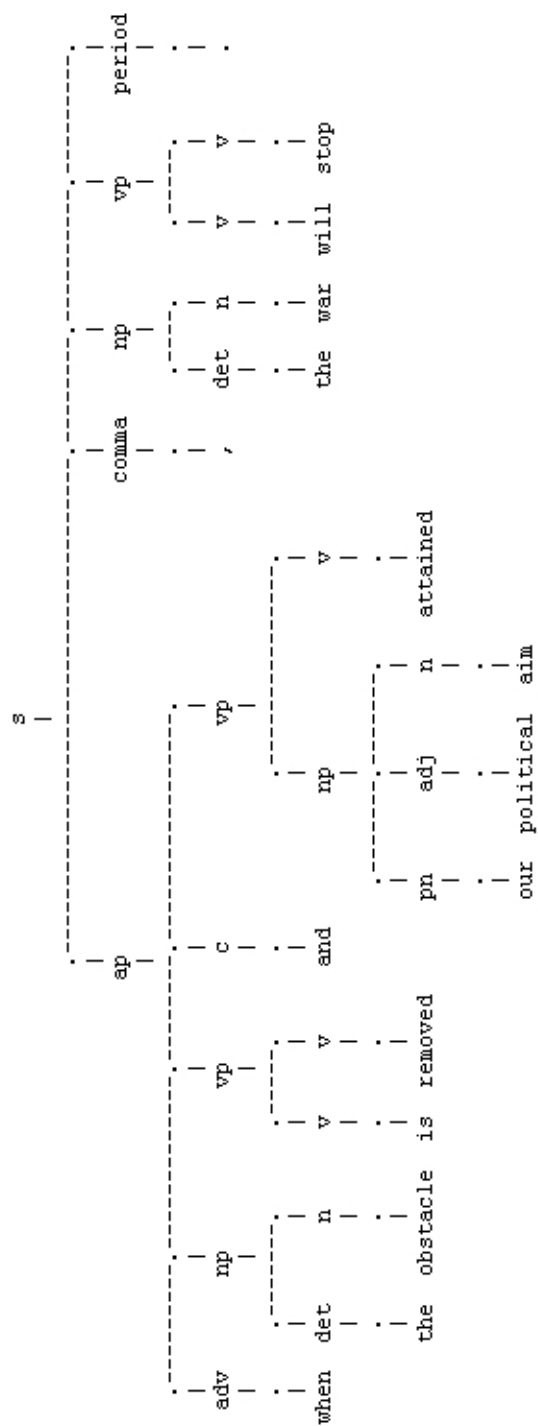 s
ap comma np vp period
adv np vp c vp , det n v v .
when det n v v and np v the war will stop
the obstacle is removed pn adj n attained
our political aim